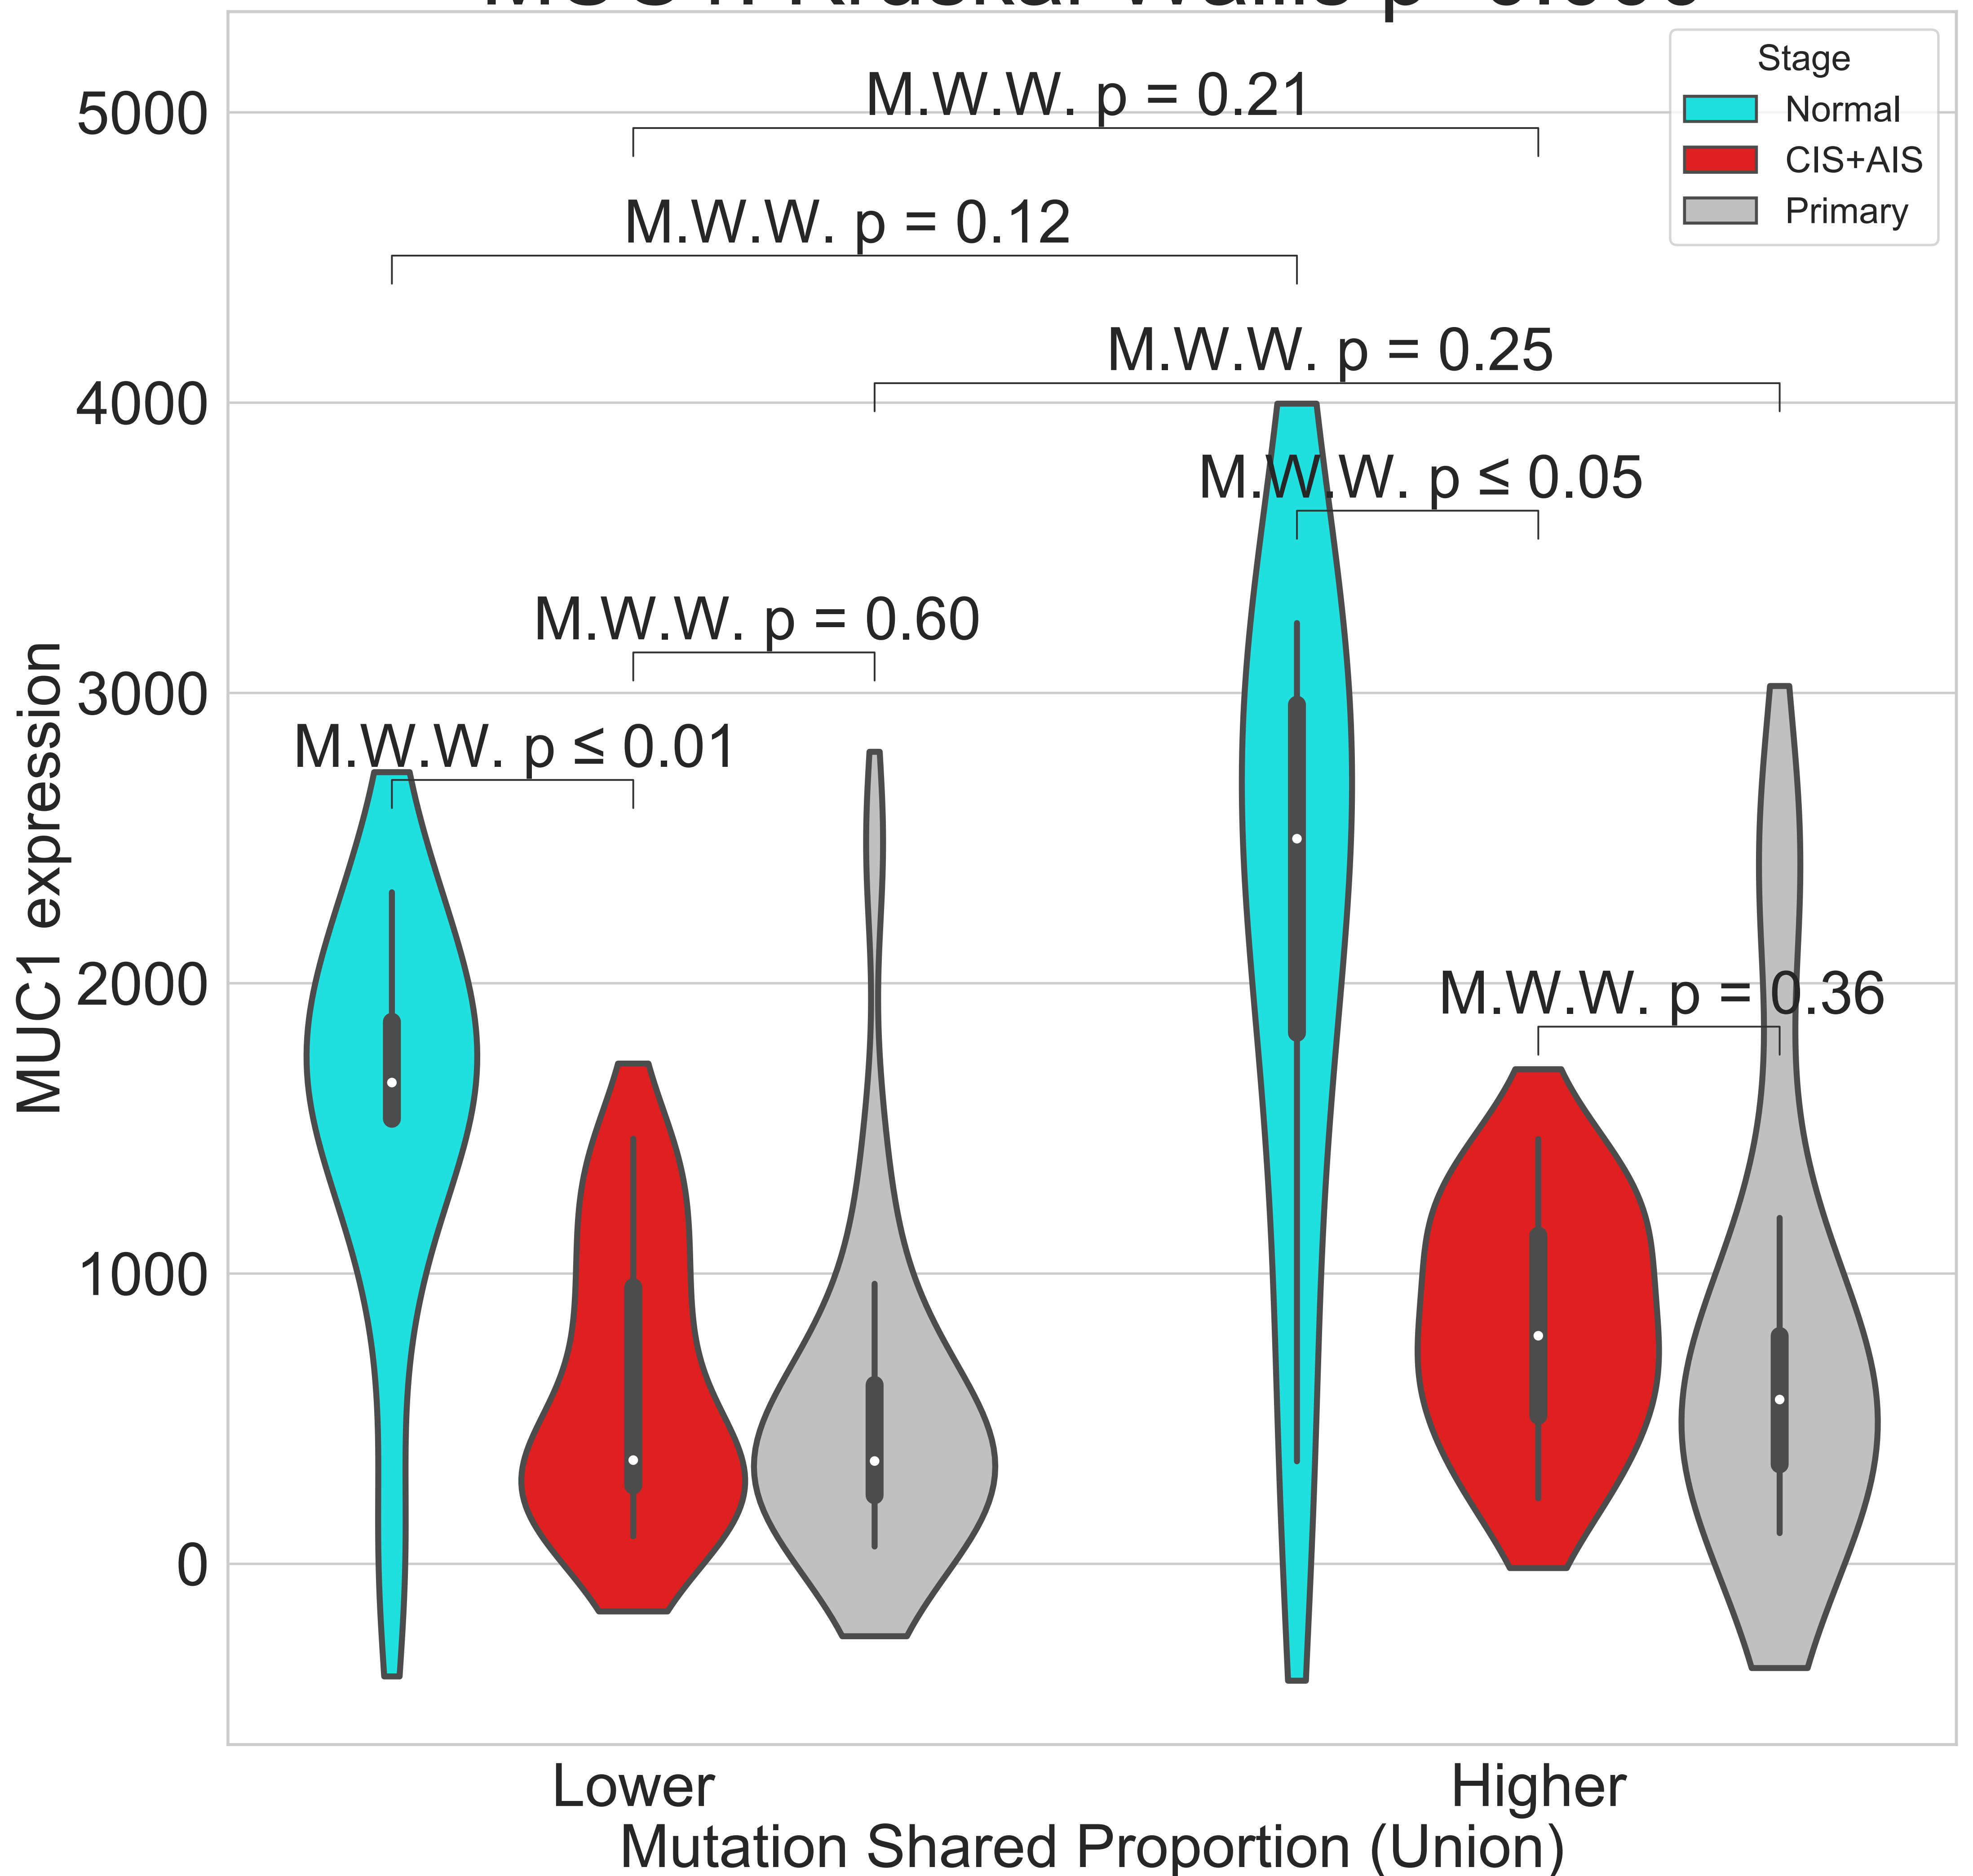 Stage
Normal
CIS+AIS
Primary
M.W.W. p = 0.21
M.W.W. p = 0.12
M.W.W. p = 0.25
M.W.W. p ≤ 0.05
M.W.W. p = 0.60
M.W.W. p ≤ 0.01
M.W.W. p = 0.36
5000
4000
3000
2000
1000
0
MUC1 expression
Lower
Higher
Mutation Shared Proportion (Union)